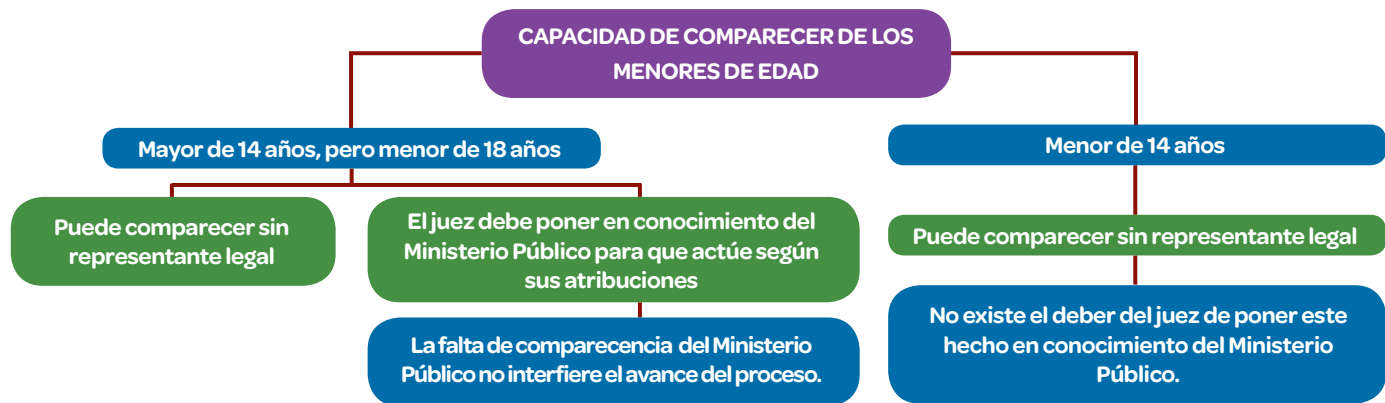 CAPACIDAD DE COMPARECER DE LOS
MENORES DE EDAD
Mayor de 14 años, pero menor de 18 años
Puede comparecer sin
representante legal
El juez debe poner en conocimiento del
Ministerio Público para que actúe según
sus atribuciones
La falta de comparecencia del Ministerio
Público no interfiere el avance del proceso.
Menor de 14 años
Puede comparecer sin representante legal
No existe el deber del juez de poner este
hecho en conocimiento del Ministerio
Público.